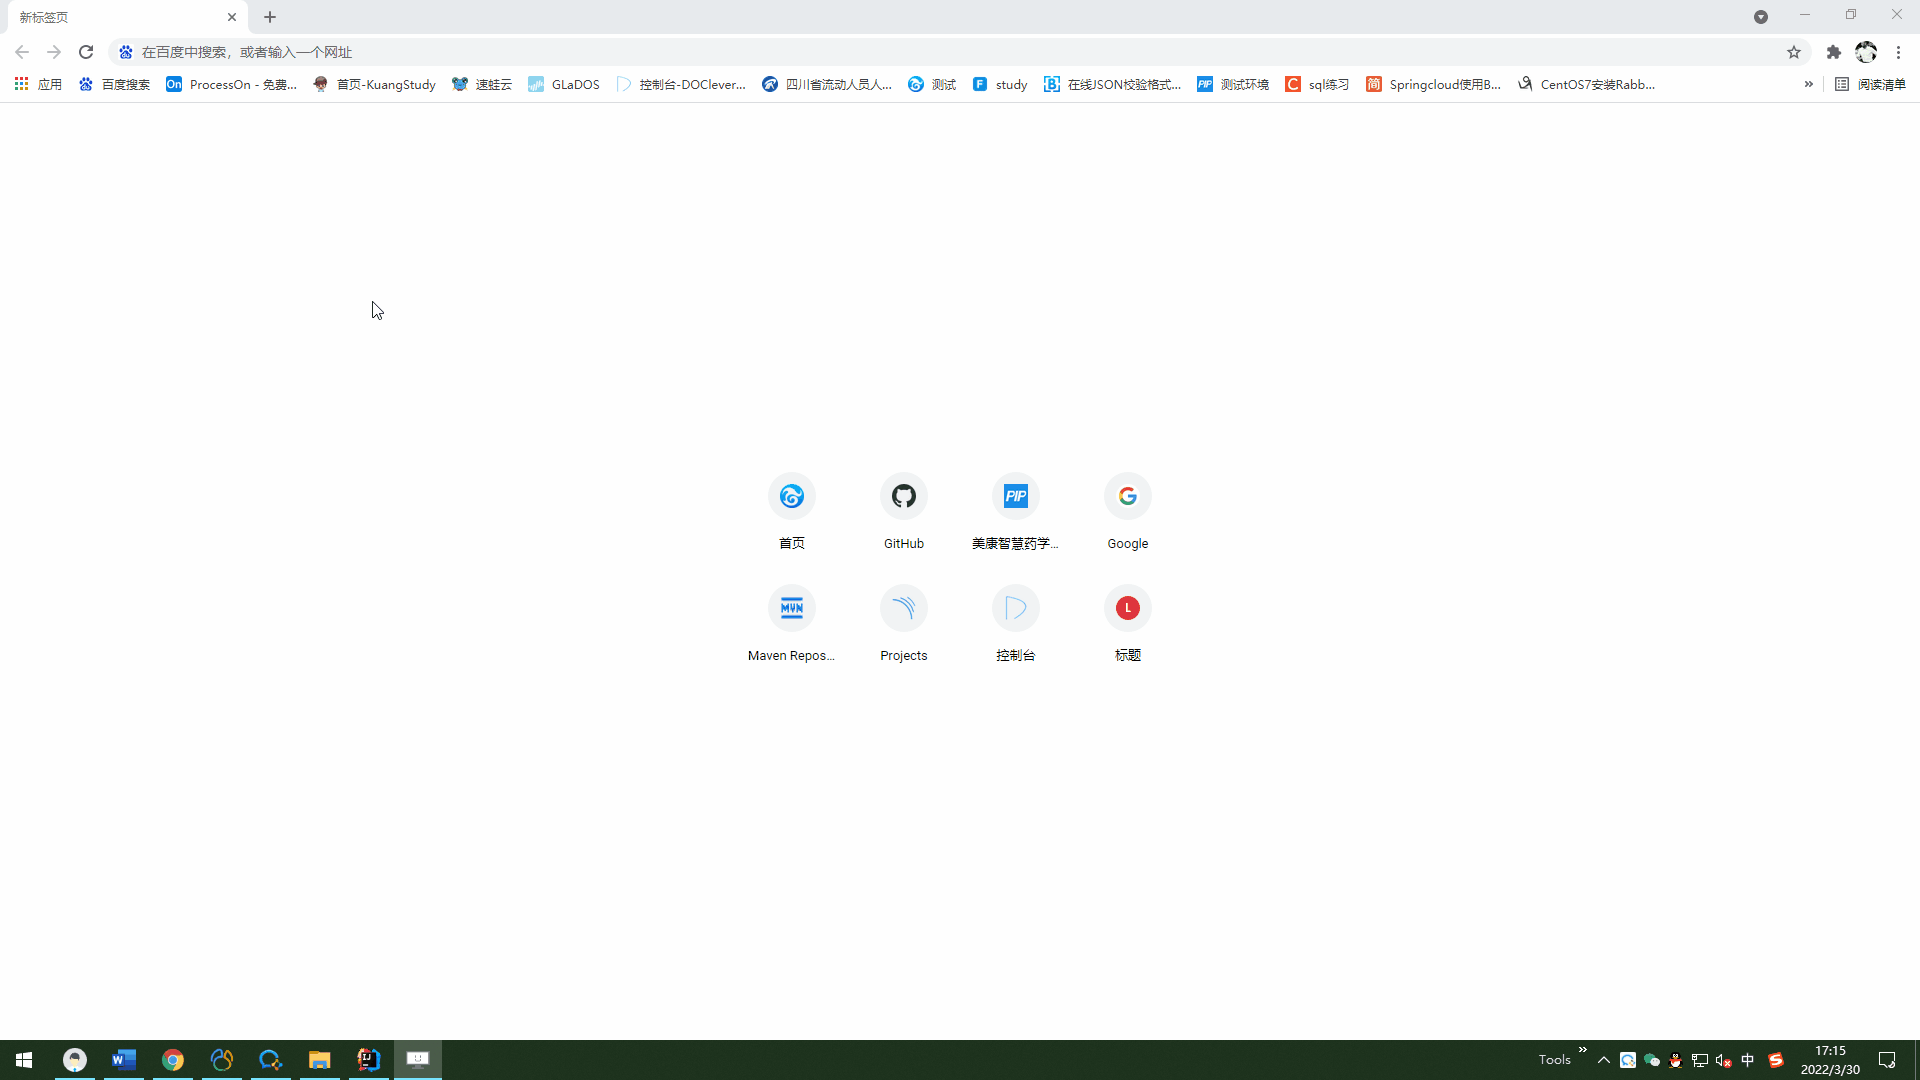 新标签页
在百度中搜索，或者输入一个网址
应用 百度搜索 On ProcessOn - 免费... 首页-KuangStudy 速蛙云 GLaDOS 控制台-DOClever... 四川省流动人员人... 测试 F study 在线JSON校验格式... PIP 测试环境 C sql练习 简 Springcloud使用B... CentOS7安装Rabb... » 阅读清单
PIP
首页 GitHub 美康智慧药学... Google
MVN L
Maven Repos... Projects 控制台 标题
W IJ Tools » 中 S 17:15
2022/3/30